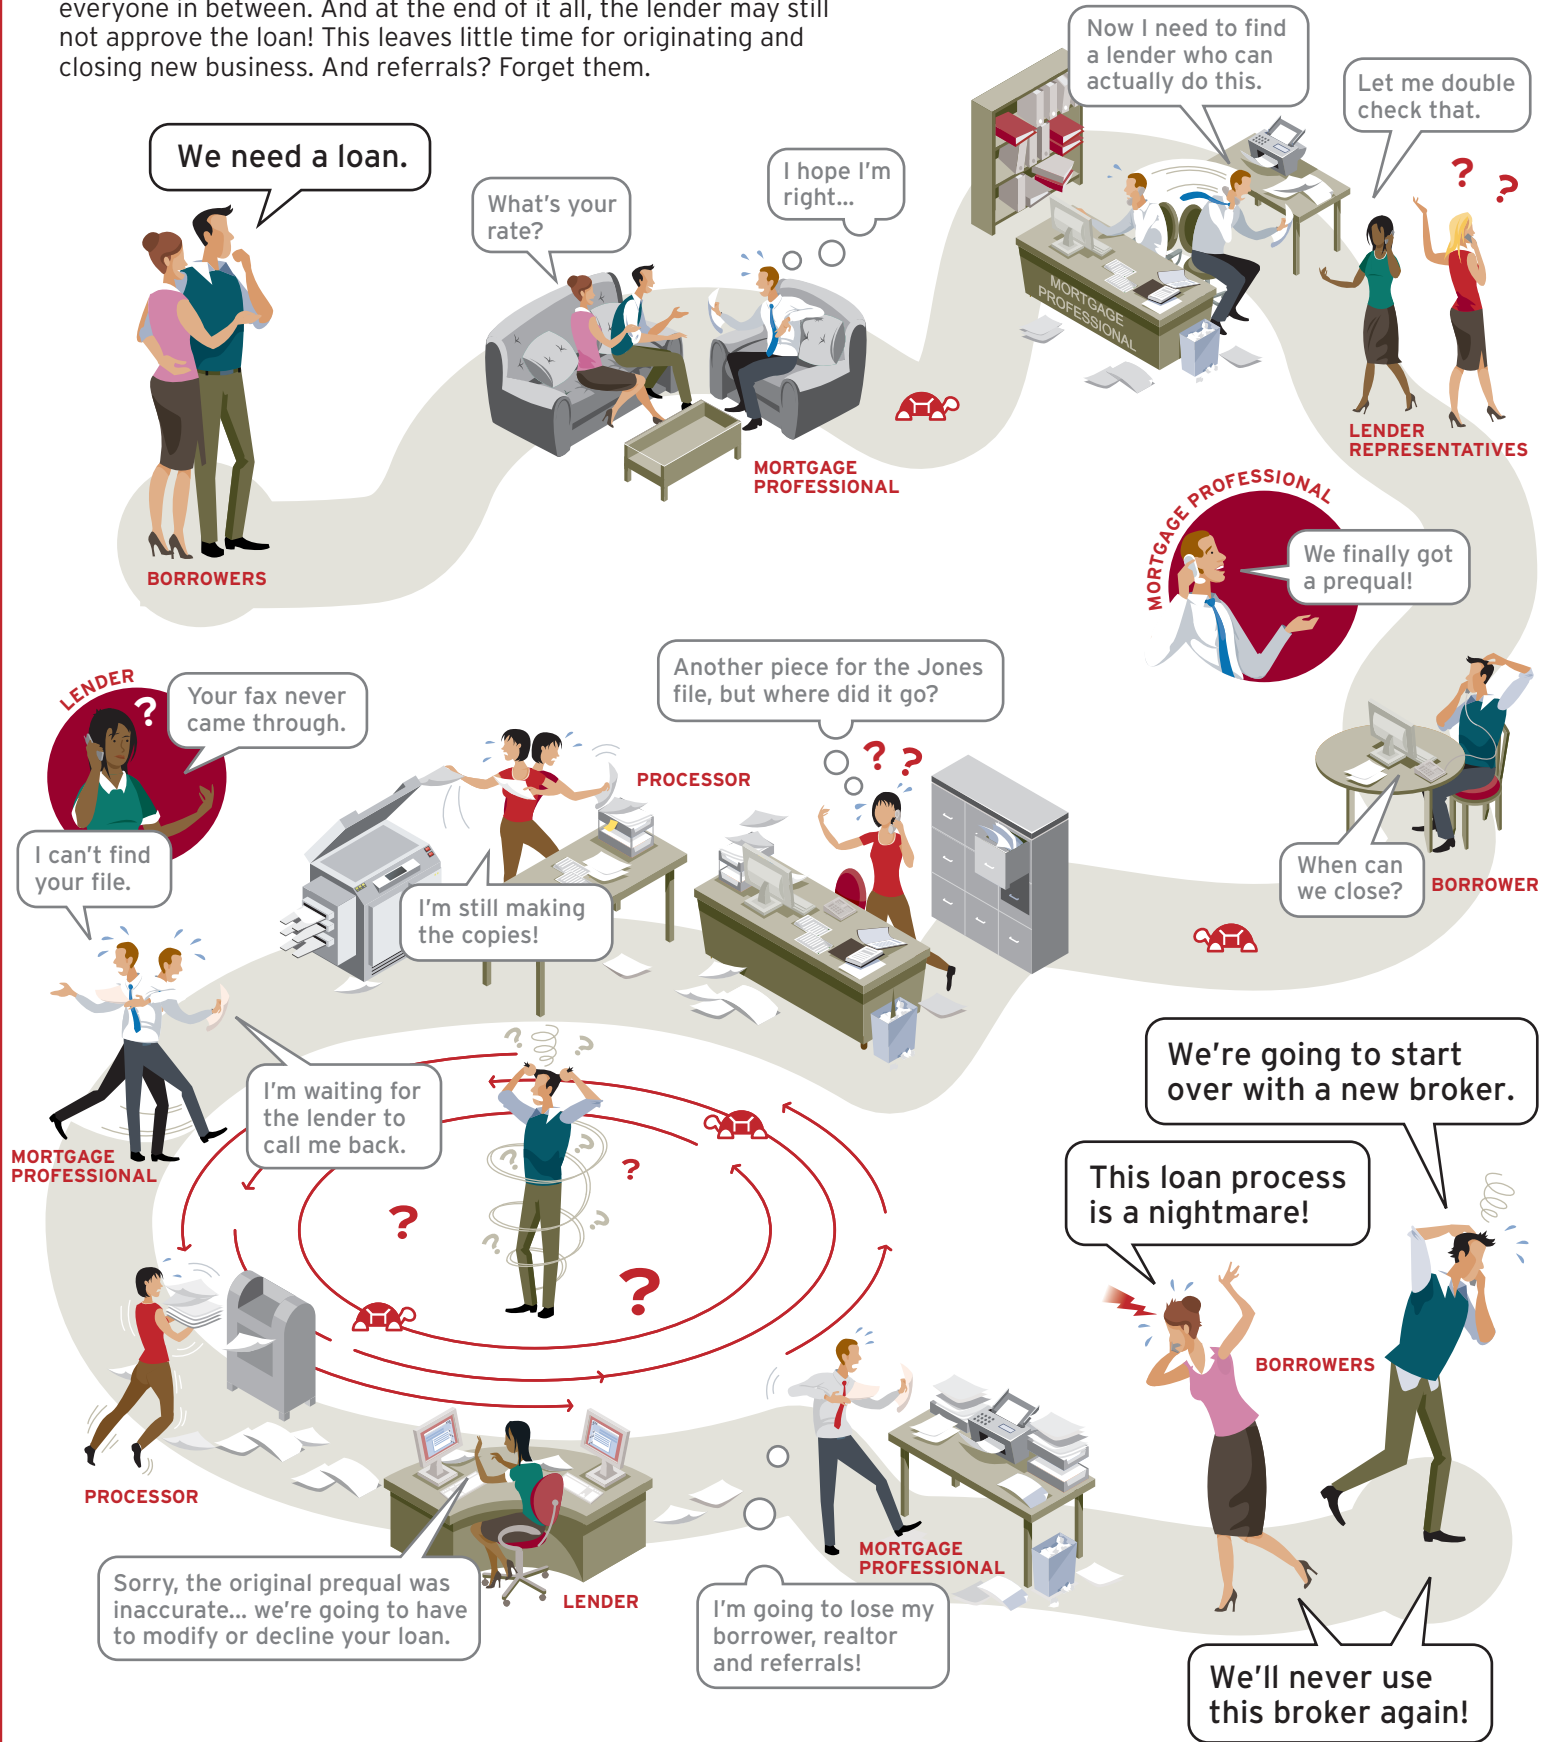 everyone in between. And at the end of it all, the lender may still
not approve the loan! This leaves little time for originating and
closing new business. And referrals? Forget them.
We need a loan.
What's your
rate?
I hope I'm
right...
Now I need to find
a lender who can
actually do this.
Let me double
check that.
?
?
MORTGAGE
PROFESSIONAL
BORROWERS
MORTGAGE
PROFESSIONAL
LENDER
REPRESENTATIVES
MORTGAGE PROFESSIONAL
We finally got
a prequal!
When can
we close?
BORROWER
Another piece for the Jones
file, but where did it go?
?
?
PROCESSOR
I'm still making
the copies!
LENDER
?
Your fax never
came through.
I can't find
your file.
I'm waiting for
the lender to
call me back.
MORTGAGE
PROFESSIONAL
?
?
?
?
?
?
?
?
?
PROCESSOR
Sorry, the original prequal was
inaccurate... we're going to have
to modify or decline your loan.
LENDER
MORTGAGE
PROFESSIONAL
I'm going to lose my
borrower, realtor
and referrals!
We're going to start
over with a new broker.
This loan process
is a nightmare!
BORROWERS
We'll never use
this broker again!